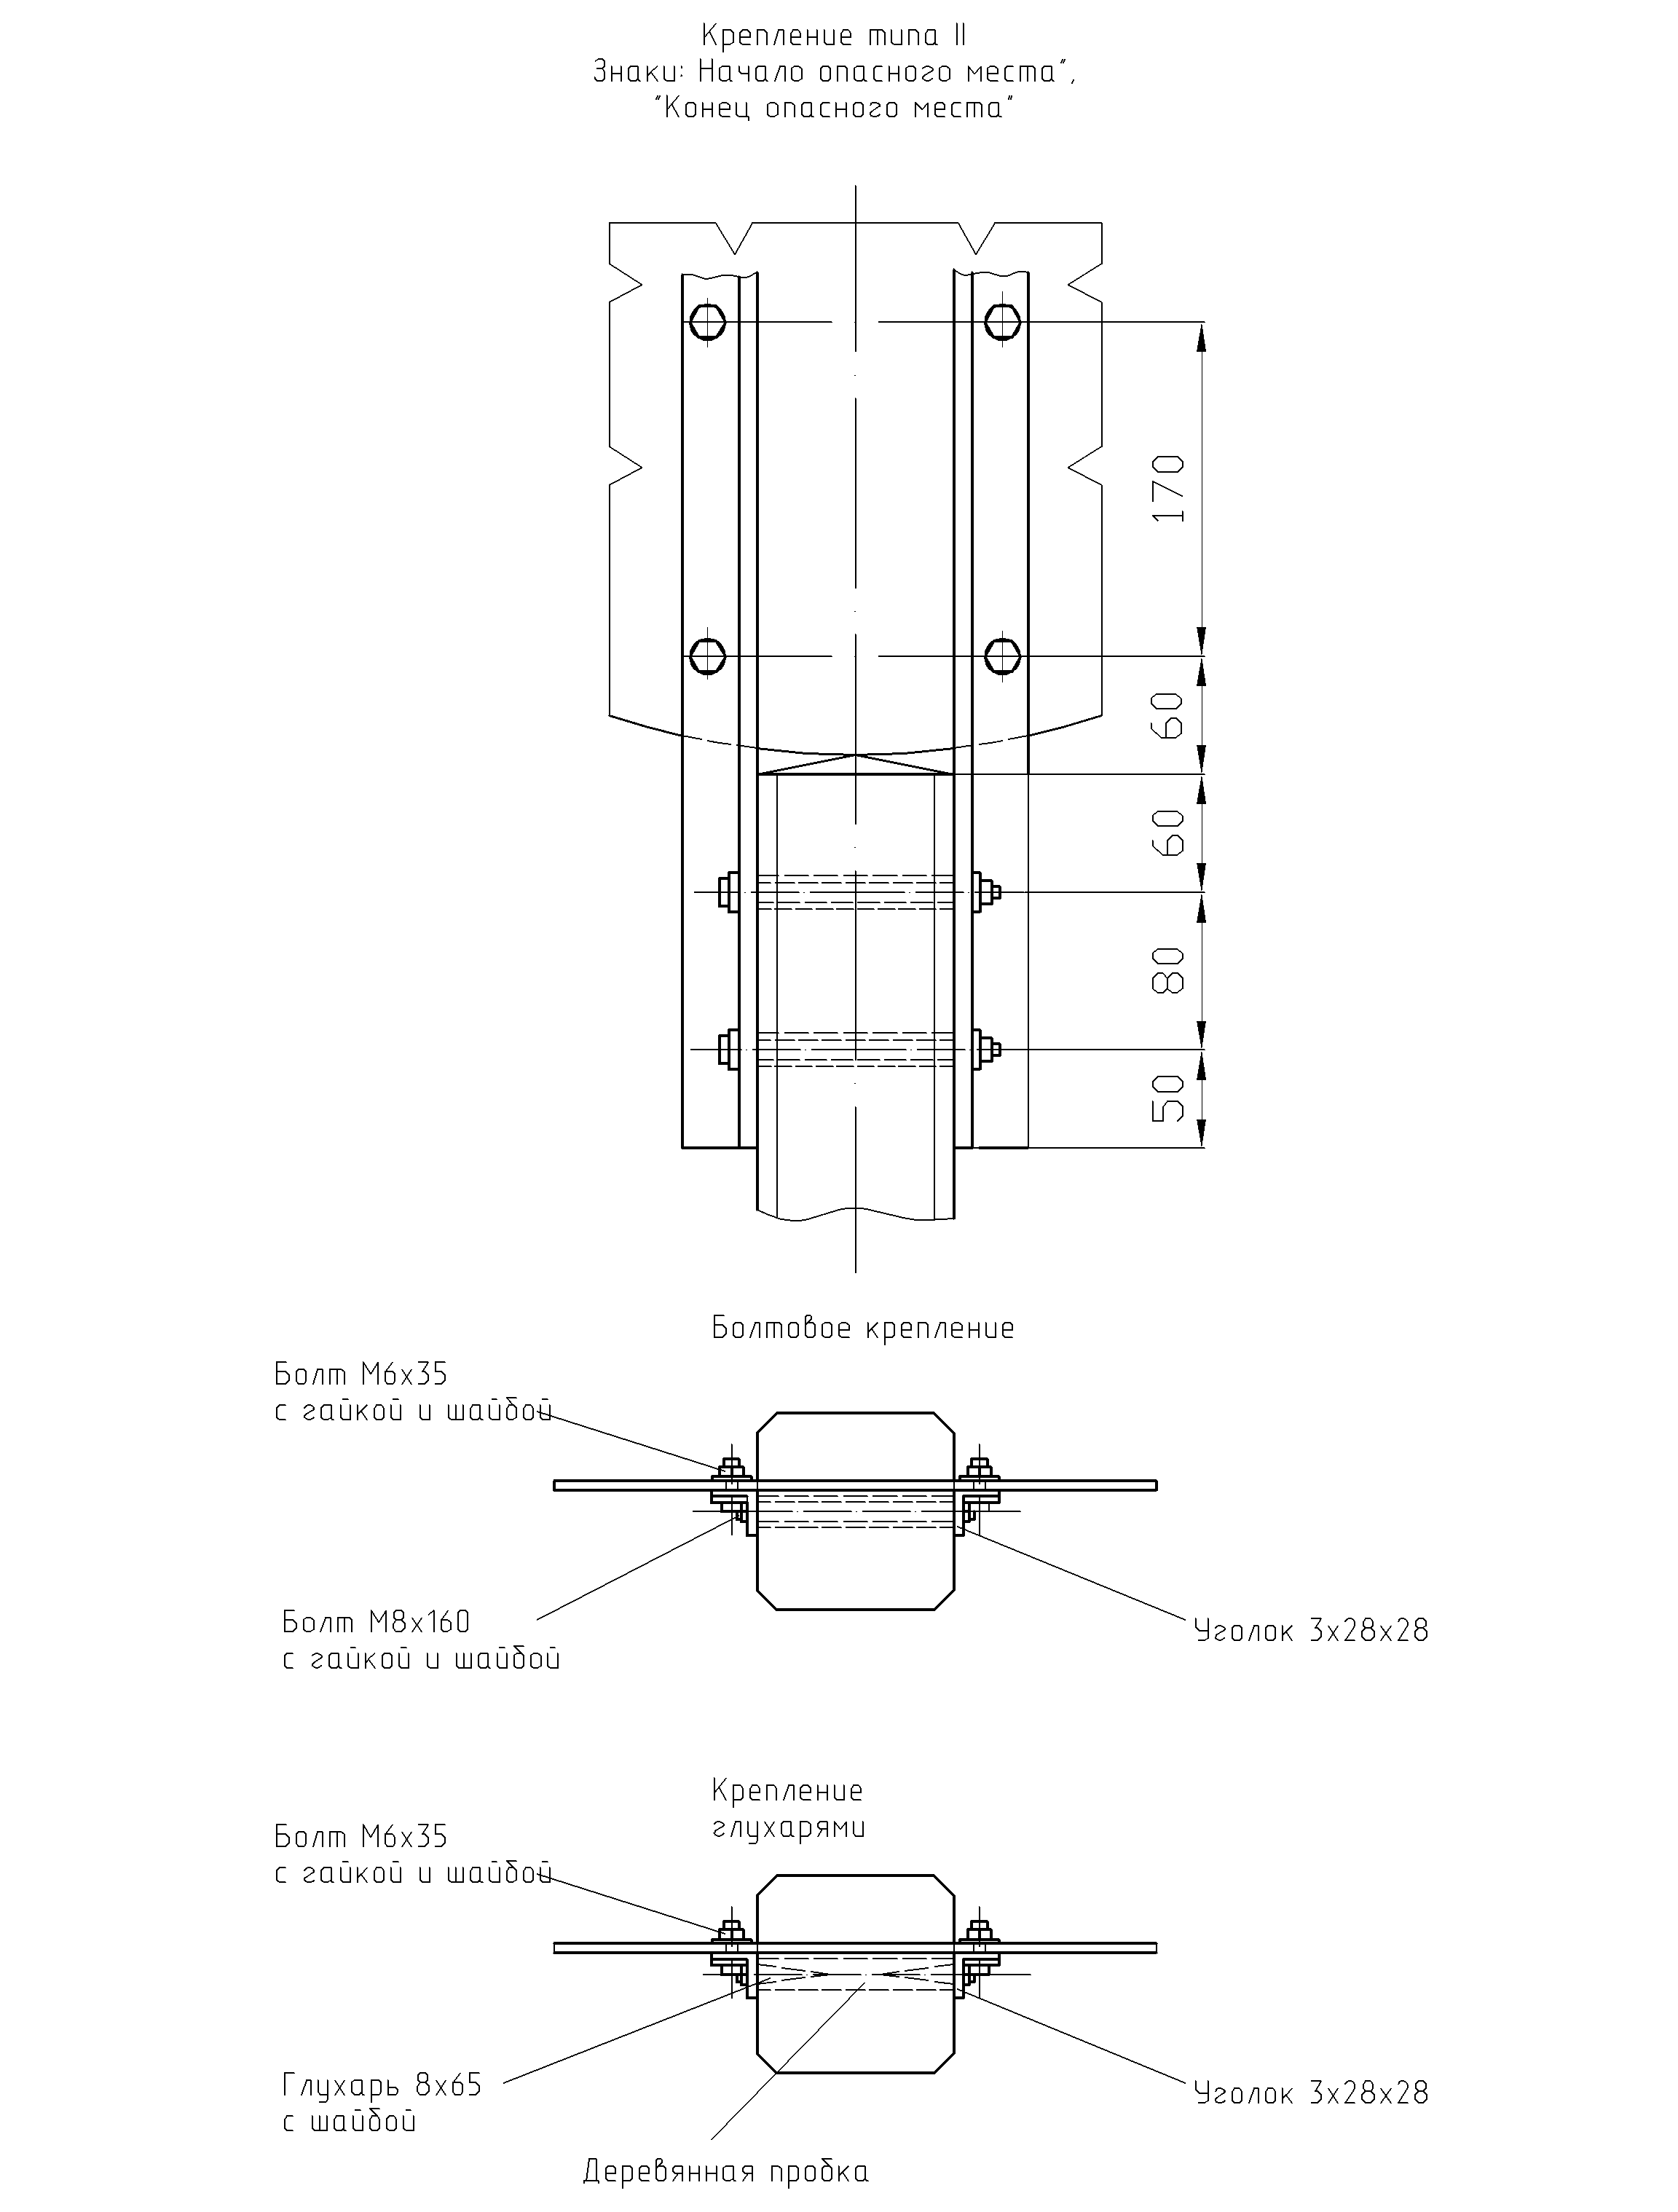 Крепление типа II
Знаки: Начало опасного места",
"Конец опасного места"
170
60
60
80
50
Болтовое крепление
Болт М6х35
с гайкой и шайбой
Болт М8х160
с гайкой и шайбой
Уголок 3х28х28
Крепление
глухарями
Болт М6х35
с гайкой и шайбой
Глухарь 8х65
с шайбой
Уголок 3х28х28
Деревянная пробка